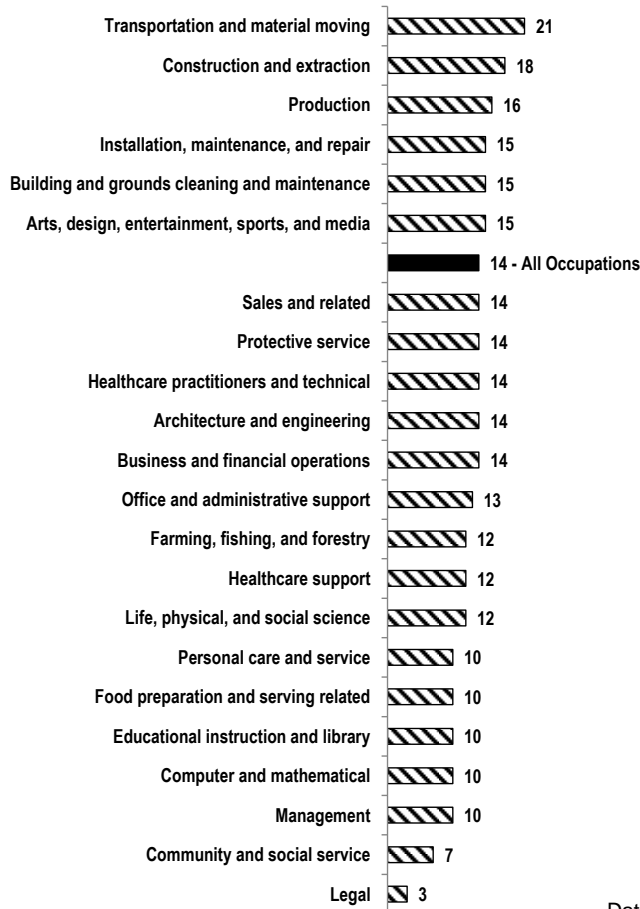 Transportation and material moving 21
Construction and extraction 18
Production 16
Installation, maintenance, and repair 15
Building and grounds cleaning and maintenance 15
Arts, design, entertainment, sports, and media 15
14 - All Occupations
Sales and related 14
Protective service 14
Healthcare practitioners and technical 14
Architecture and engineering 14
Business and financial operations 14
Office and administrative support 13
Farming, fishing, and forestry 12
Healthcare support 12
Life, physical, and social science 12
Personal care and service 10
Food preparation and serving related 10
Educational instruction and library 10
Computer and mathematical 10
Management 10
Community and social service 7
Legal 3